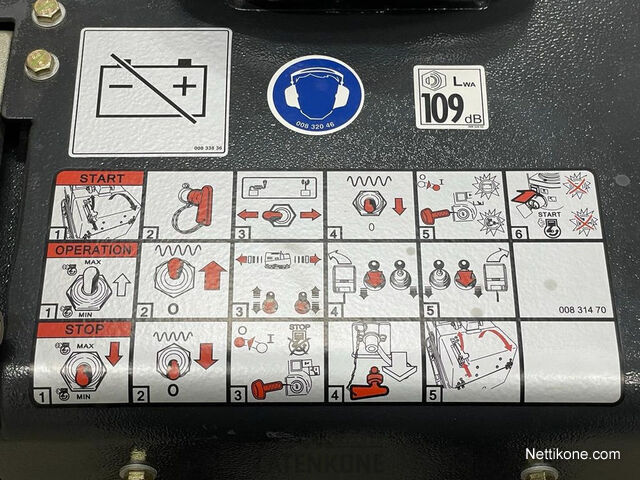 008 338 36
008 320 46
LWA
109 dB
START
1
2
3
4
0
5
6
START
OPERATION
1
MAX
MIN
2
0
3
4
5
008 314 70
STOP
1
MAX
MIN
2
0
3
STOP
4
5
TENKONE
Nettikone.com